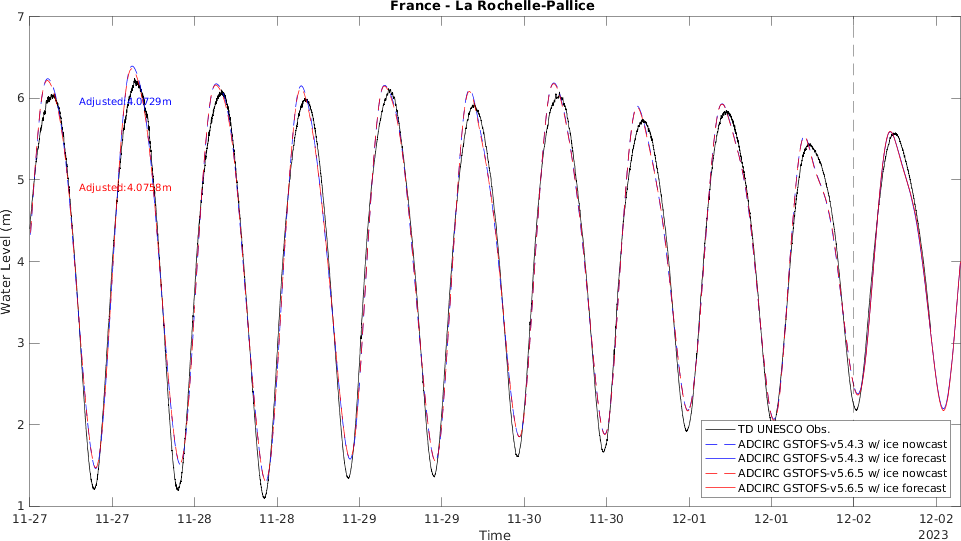 France - La Rochelle-Pallice
7
6
5
4
3
2
1
Water Level (m)
Adjusted:4.0729m
Adjusted:4.0758m
TD UNESCO Obs.
ADCIRC GSTOFS-v5.4.3 w/ ice nowcast
ADCIRC GSTOFS-v5.4.3 w/ ice forecast
ADCIRC GSTOFS-v5.6.5 w/ ice nowcast
ADCIRC GSTOFS-v5.6.5 w/ ice forecast
11-27 11-27 11-28 11-28 11-29 11-29 11-30 11-30 12-01 12-01 12-02 12-02
2023
Time